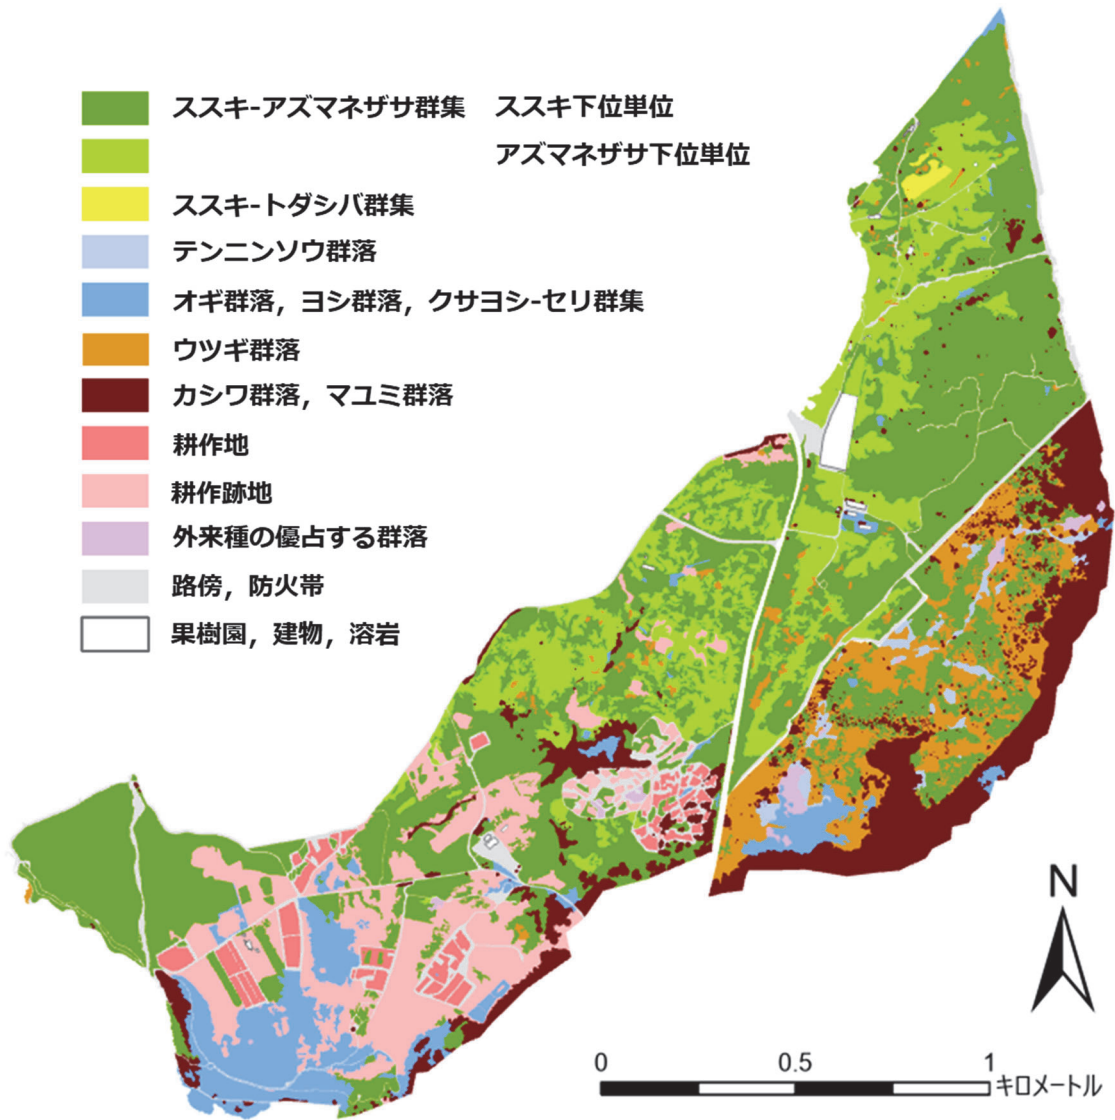 ススキ-アズマネザサ群集　ススキ下位単位
アズマネザサ下位単位
ススキ-トダシバ群集
テンニンソウ群落
オギ群落，ヨシ群落，クサヨシ-セリ群集
ウツギ群落
カシワ群落，マユミ群落
耕作地
耕作跡地
外来種の優占する群落
路傍，防火帯
果樹園，建物，溶岩
N
0 0.5 1
キロメートル